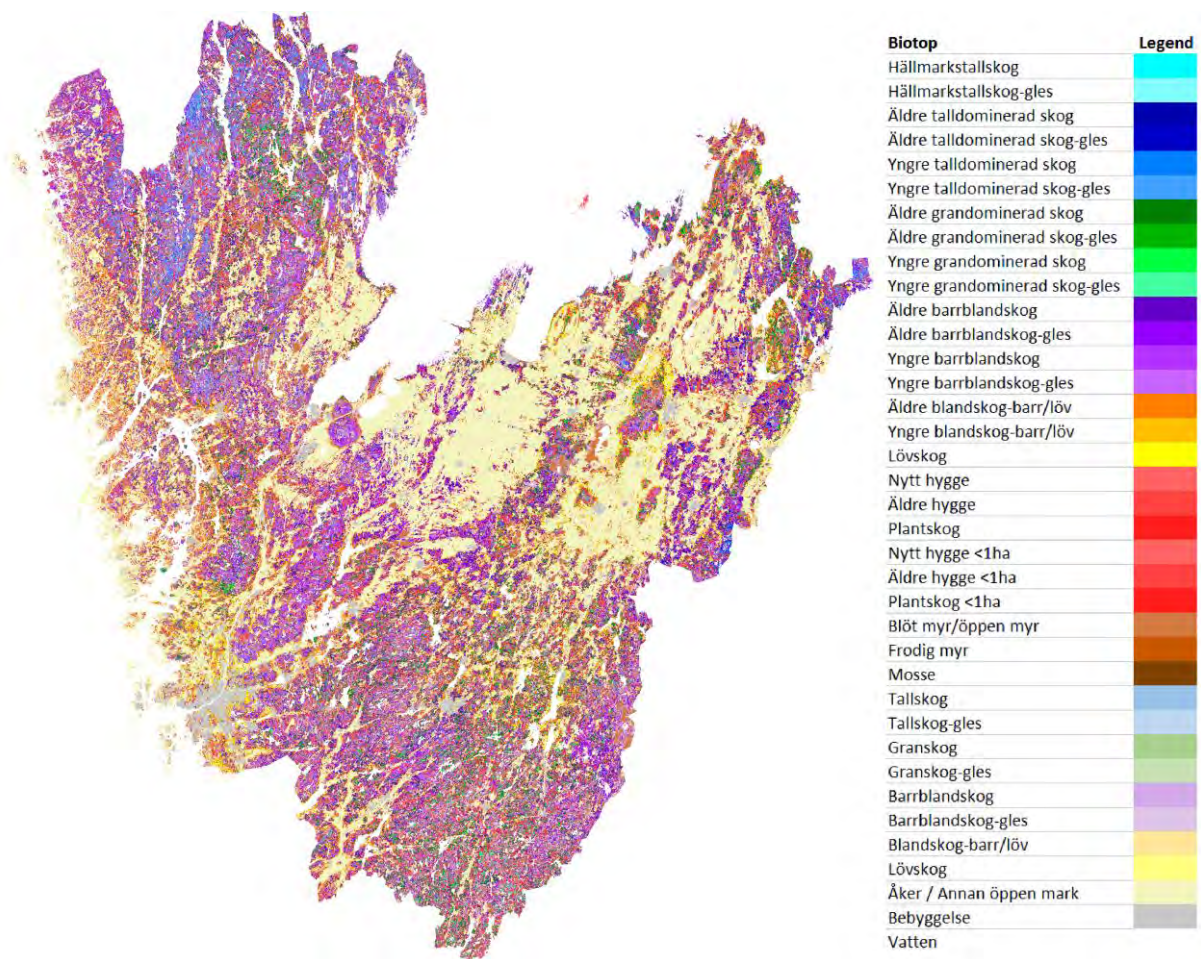 Biotop Legend
Hällmarkstallskog
Hällmarkstallskog-gles
Äldre talldominerad skog
Äldre talldominerad skog-gles
Yngre talldominerad skog
Yngre talldominerad skog-gles
Äldre grandominerad skog
Äldre grandominerad skog-gles
Yngre grandominerad skog
Yngre grandominerad skog-gles
Äldre barrblandskog
Äldre barrblandskog-gles
Yngre barrblandskog
Yngre barrblandskog-gles
Äldre blandskog-barr/löv
Yngre blandskog-barr/löv
Lövskog
Nytt hygge
Äldre hygge
Plantskog
Nytt hygge <1ha
Äldre hygge <1ha
Plantskog <1ha
Blöt myr/öppen myr
Frodig myr
Mosse
Tallskog
Tallskog-gles
Granskog
Granskog-gles
Barrblandskog
Barrblandskog-gles
Blandskog-barr/löv
Lövskog
Åker / Annan öppen mark
Bebyggelse
Vatten